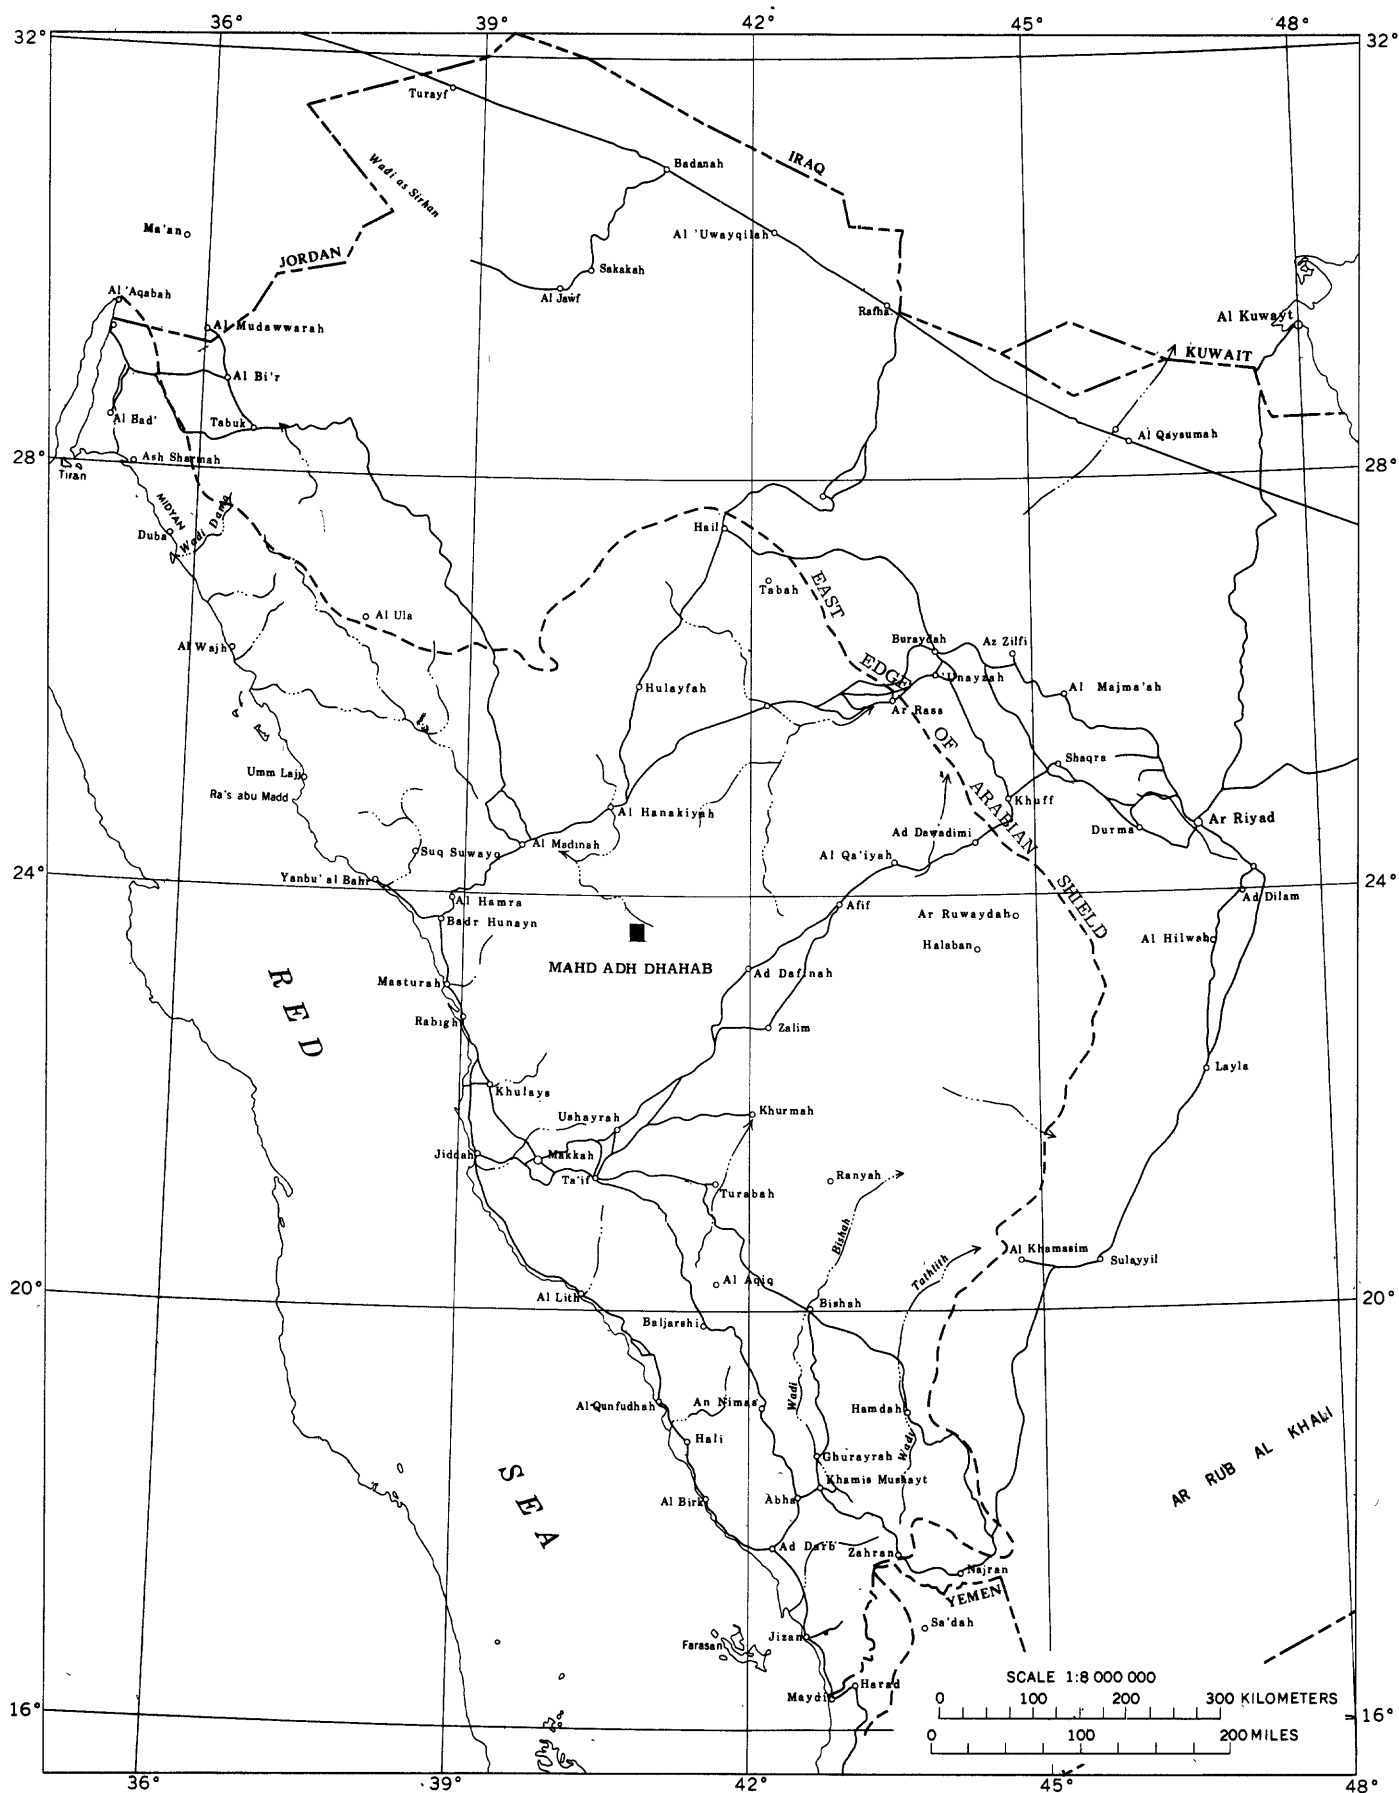 36°
39°
42°
45°
48°
32°
32°
Turayf
Badanah
IRAQ
Wadi as Sirhan
Ma'an
Al 'Uwayqilah
JORDAN
Sakakah
Al Jawf
Al 'Aqabah
Rafha
Al Kuwayt
Al Mudawwarah
KUWAIT
Al Bi'r
Al Bad'
Tabuk
Al Qaysumah
28°
28°
Ash Sharmah
Tiran
MIDYAN
Wadi Dama
Duba
Hail
Tabah
EAST EDGE OF ARABIAN SHIELD
Al Ula
Al Wajh
Buraydah
Az Zilfi
'Unayzah
Hulayfah
Al Majma'ah
Ar Rass
Shaqra
Umm Lajj
Ra's abu Madd
Khuff
Al Hanakiyah
Ar Riyad
Durma
Ad Dawadimi
Al Madinah
Suq Suwayq
Al Qa'iyah
24°
24°
Yanbu' al Bahr
Al Hamra
Ad Dilam
Afif
Badr Hunayn
Ar Ruwaydah
Al Hilwah
Halaban
MAHD ADH DHAHAB
Ad Dafinah
Masturah
RED
Rabigh
Zalim
Layla
Khulays
Ushayrah
Khurmah
Jiddah
Makkah
Ta'if
Ranyah
Turabah
Bishah
Al Khamasim
Sulayyil
Tathlith
Al Aqiq
20°
20°
Al Lith
Bishah
Baljarshi
Wadi
An Nimas
Al Qunfudhah
Hamdah
AR RUB AL KHALI
Hali
Wadi
Ghurayrah
SEA
Khamis Mushayt
Al Birk
Abha
Ad Darb
Zahran
Najran
YEMEN
Sa'dah
Jizan
Farasan
SCALE 1:8 000 000
Harad
Maydi
0 100 200 300 KILOMETERS
16°
16°
0 100 200 MILES
36°
39°
42°
45°
48°